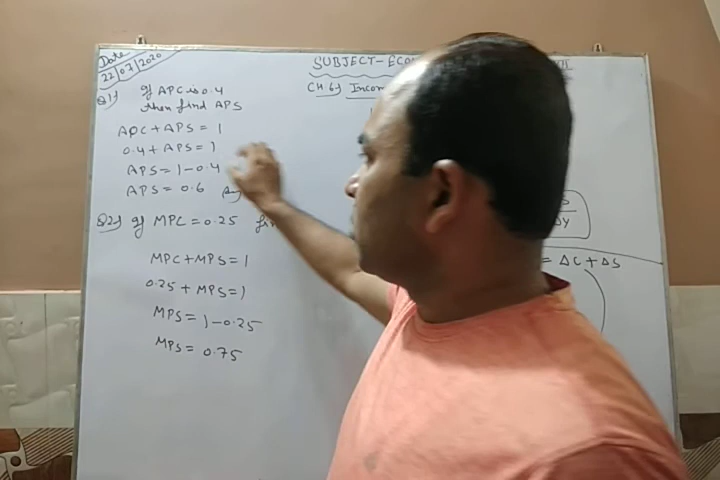 Date
22/07/2020
SUBJECT-ECO
CH 6) Incom
Q1) If APC is 0.4
then find APS
APC + APS = 1
0.4 + APS = 1
APS = 1 - 0.4
APS = 0.6
Q2) If MPC = 0.25
MPC + MPS = 1
0.25 + MPS = 1
MPS = 1 - 0.25
MPS = 0.75
ΔY
= ΔC + ΔS